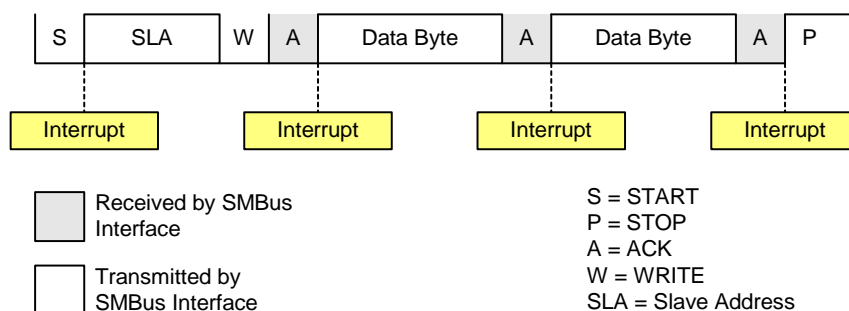 S SLA W A Data Byte A Data Byte A P
Interrupt Interrupt Interrupt Interrupt
Received by SMBus
Interface
Transmitted by
SMBus Interface
S = START
P = STOP
A = ACK
W = WRITE
SLA = Slave Address